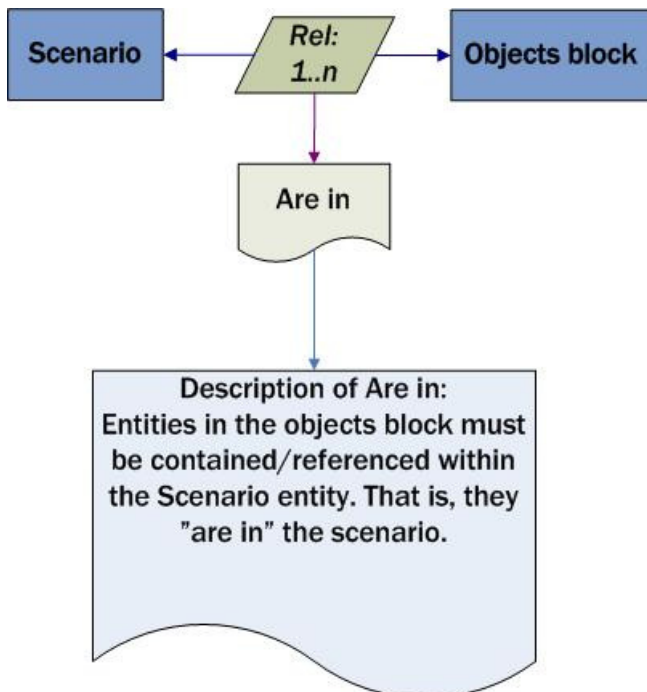 Scenario
Rel:
1..n
Objects block
Are in
Description of Are in:
Entities in the objects block must
be contained/referenced within
the Scenario entity. That is, they
”are in” the scenario.